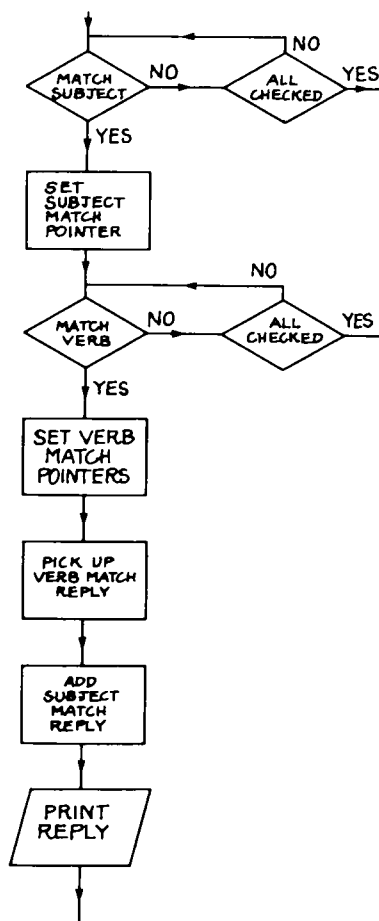 NO
MATCH
SUBJECT
NO
ALL
CHECKED
YES
YES
SET
SUBJECT
MATCH
POINTER
NO
MATCH
VERB
NO
ALL
CHECKED
YES
YES
SET VERB
MATCH
POINTERS
PICK UP
VERB MATCH
REPLY
ADD
SUBJECT
MATCH
REPLY
PRINT
REPLY